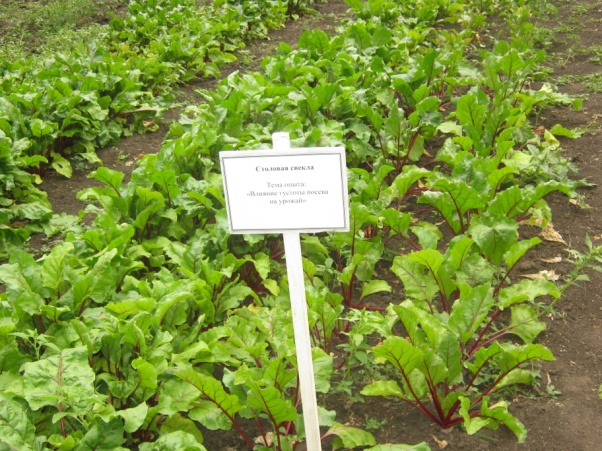 Столовая свекла
Тема опыта:
«Влияние густоты посева
на урожай»